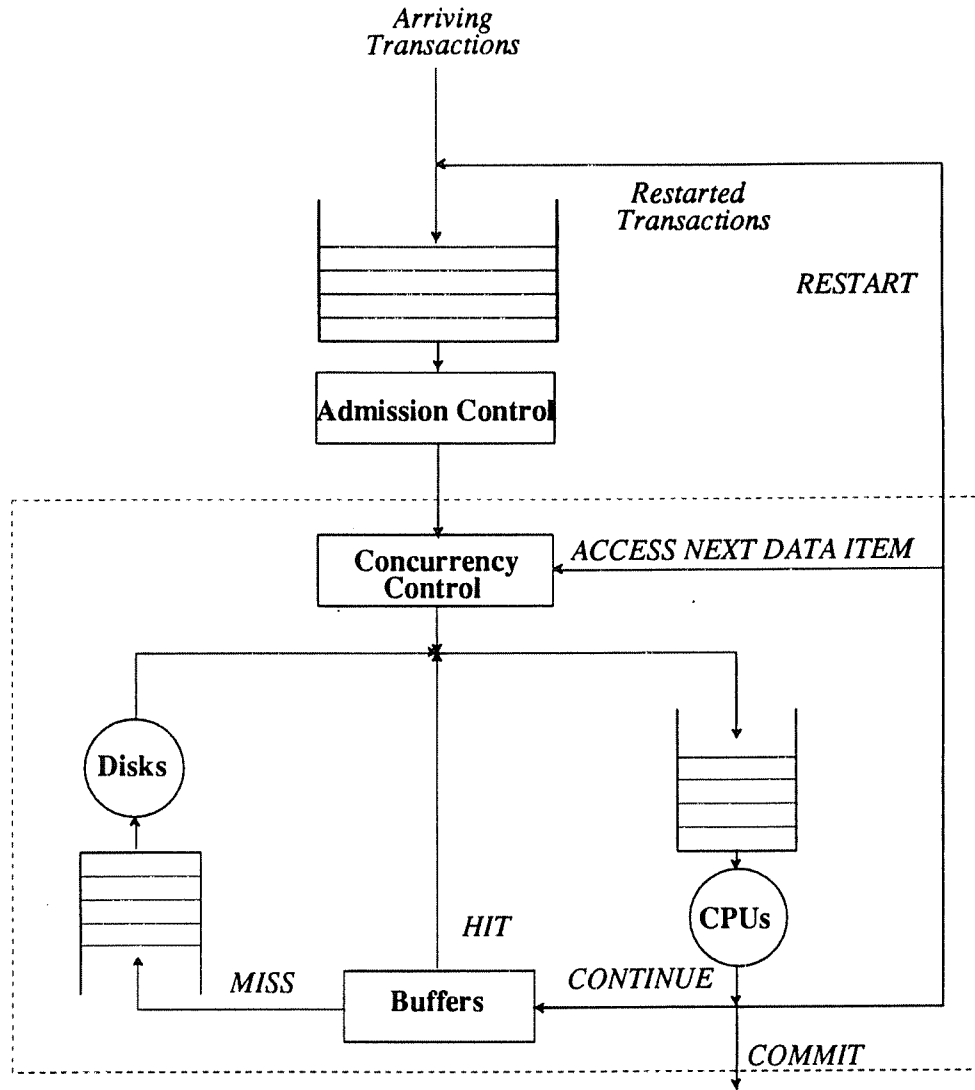 Arriving
Transactions
Restarted
Transactions
RESTART
Admission Control
Concurrency
Control
ACCESS NEXT DATA ITEM
Disks
CPUs
HIT
MISS
Buffers
CONTINUE
COMMIT